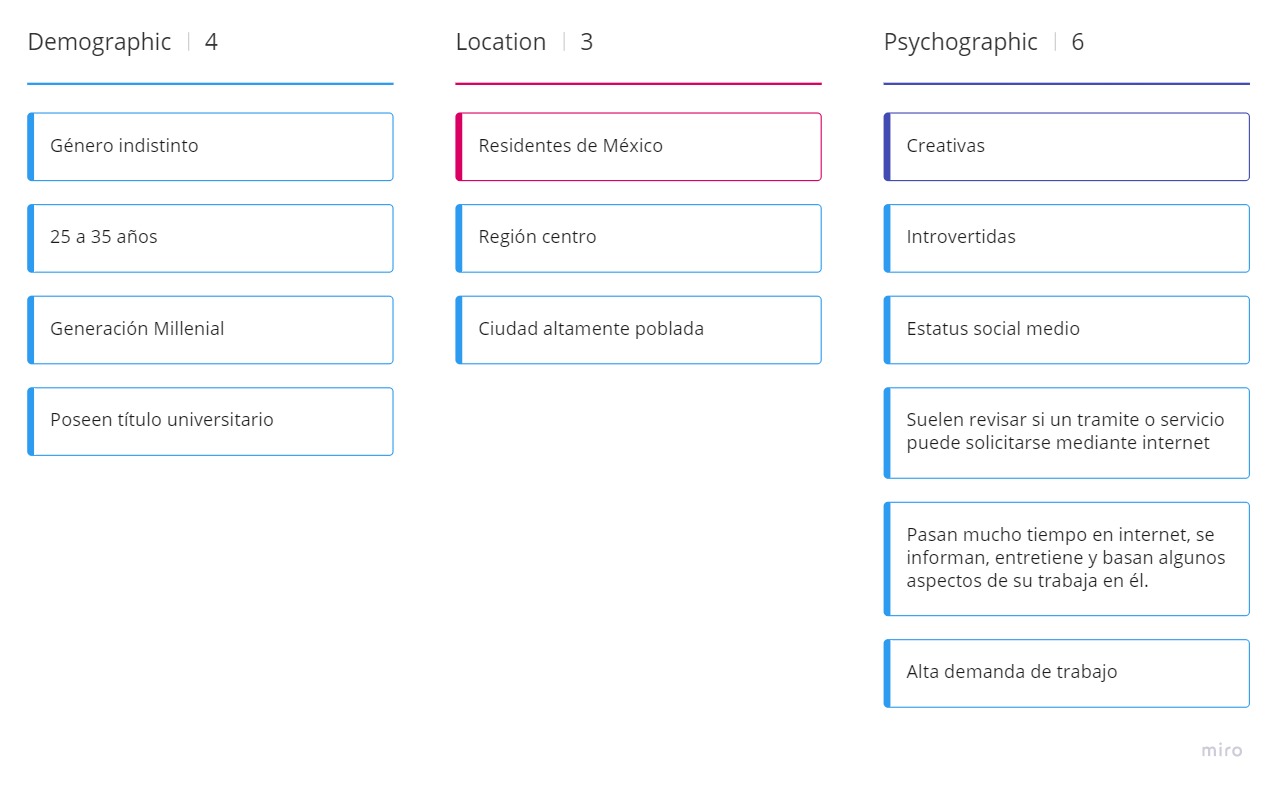 Demographic | 4
Género indistinto
25 a 35 años
Generación Millenial
Poseen título universitario
Location | 3
Residentes de México
Región centro
Ciudad altamente poblada
Psychographic | 6
Creativas
Introvertidas
Estatus social medio
Suelen revisar si un tramite o servicio
puede solicitarse mediante internet
Pasan mucho tiempo en internet, se
informan, entretiene y basan algunos
aspectos de su trabaja en él.
Alta demanda de trabajo
miro